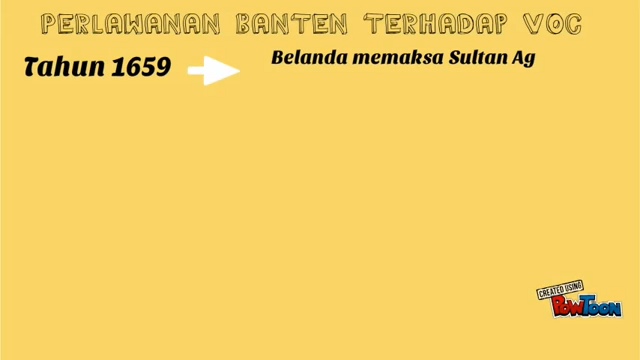 PERLAWANAN BANTEN TERHADAP VOC
Tahun 1659
Belanda memaksa Sultan Ag
CREATED USING
POWTOON